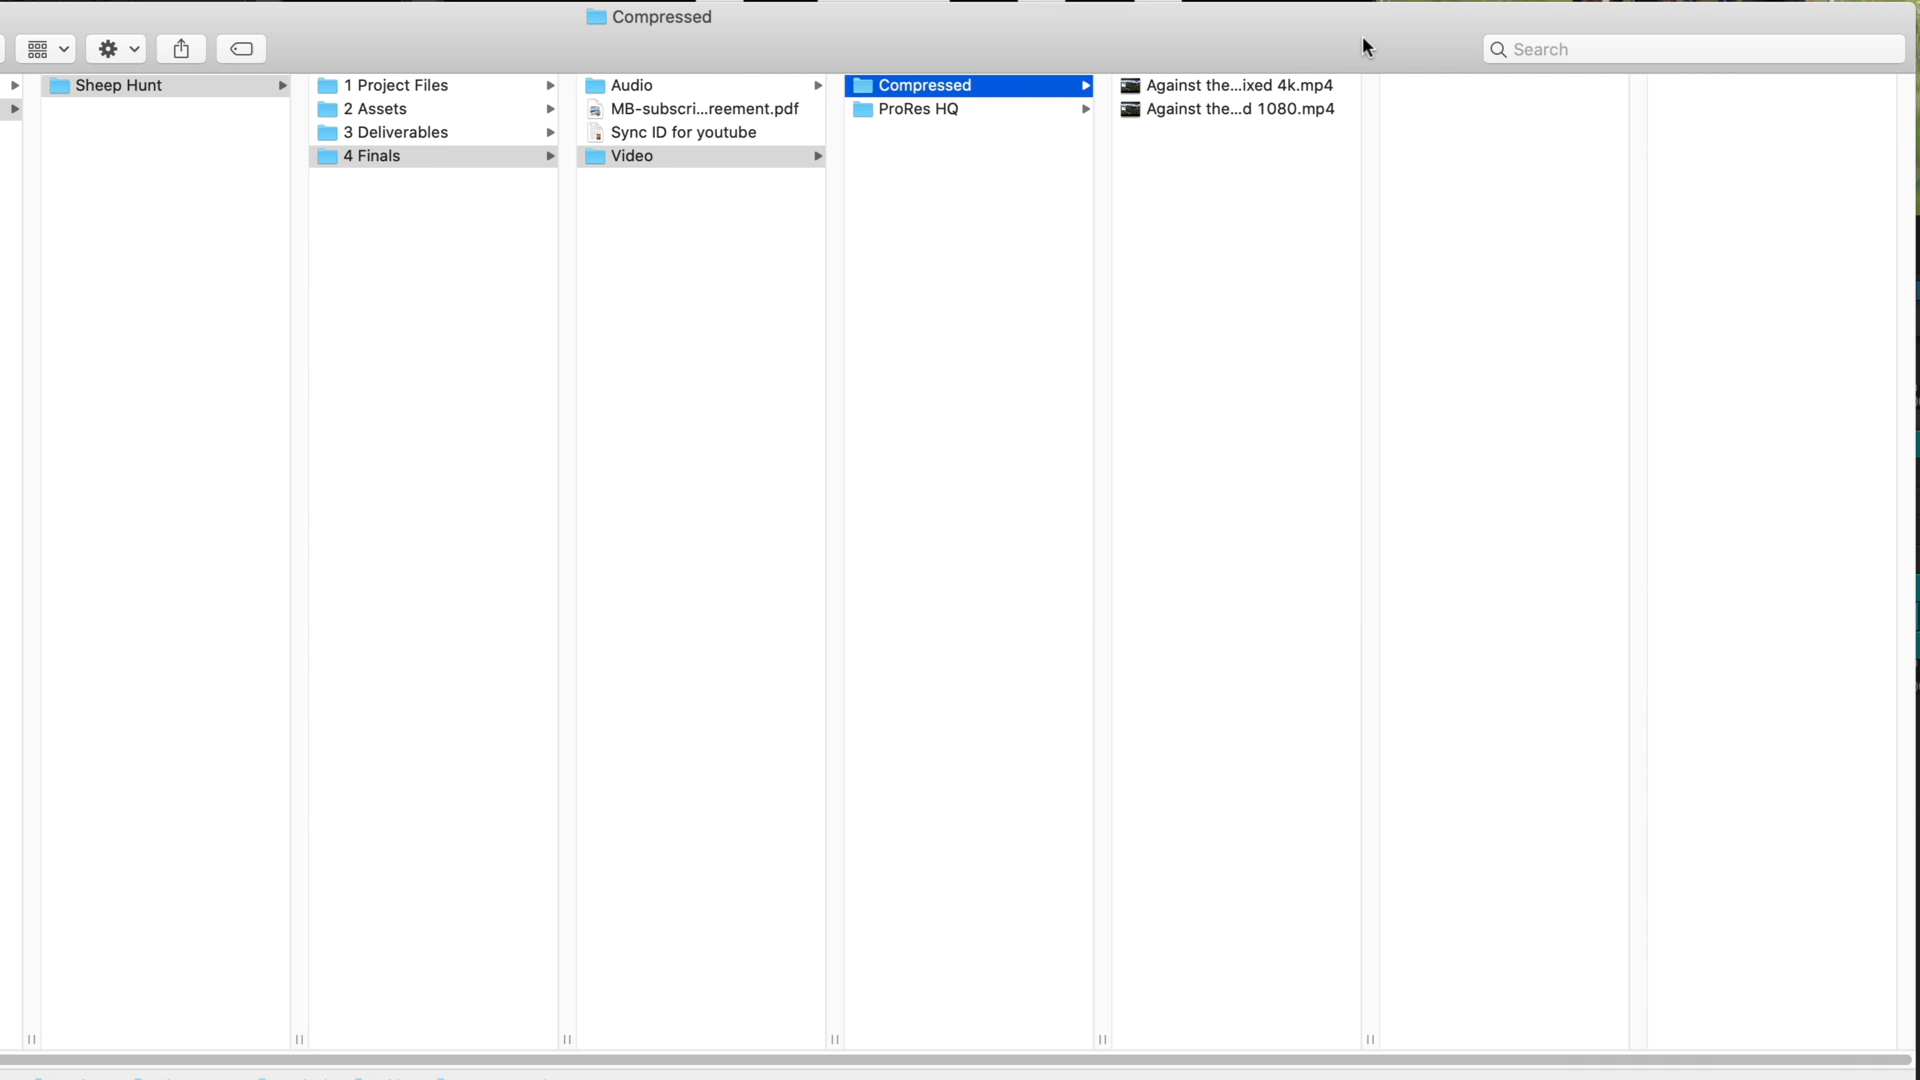 Compressed
Search
Sheep Hunt
1 Project Files
2 Assets
3 Deliverables
4 Finals
Audio
MB-subscri...reement.pdf
Sync ID for youtube
Video
Compressed
ProRes HQ
Against the...ixed 4k.mp4
Against the...d 1080.mp4